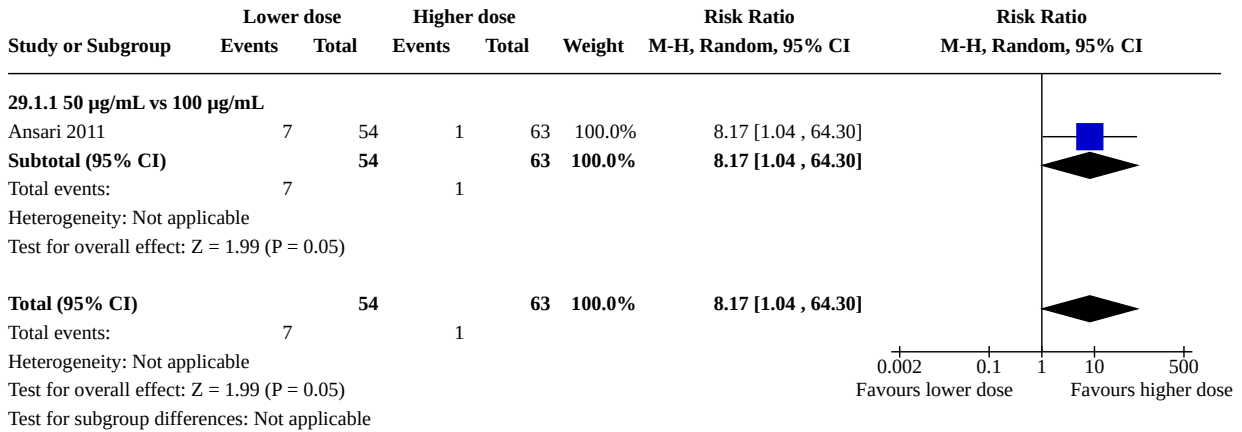 Lower dose Higher dose Risk Ratio Risk Ratio
Study or Subgroup Events Total Events Total Weight M-H, Random, 95% CI M-H, Random, 95% CI
29.1.1 50 µg/mL vs 100 µg/mL
Ansari 2011 7 54 1 63 100.0% 8.17 [1.04 , 64.30]
Subtotal (95% CI) 54 63 100.0% 8.17 [1.04 , 64.30]
Total events: 7 1
Heterogeneity: Not applicable
Test for overall effect: Z = 1.99 (P = 0.05)
Total (95% CI) 54 63 100.0% 8.17 [1.04 , 64.30]
Total events: 7 1
Heterogeneity: Not applicable
0.002 0.1 1 10 500
Test for overall effect: Z = 1.99 (P = 0.05) Favours lower dose Favours higher dose
Test for subgroup differences: Not applicable